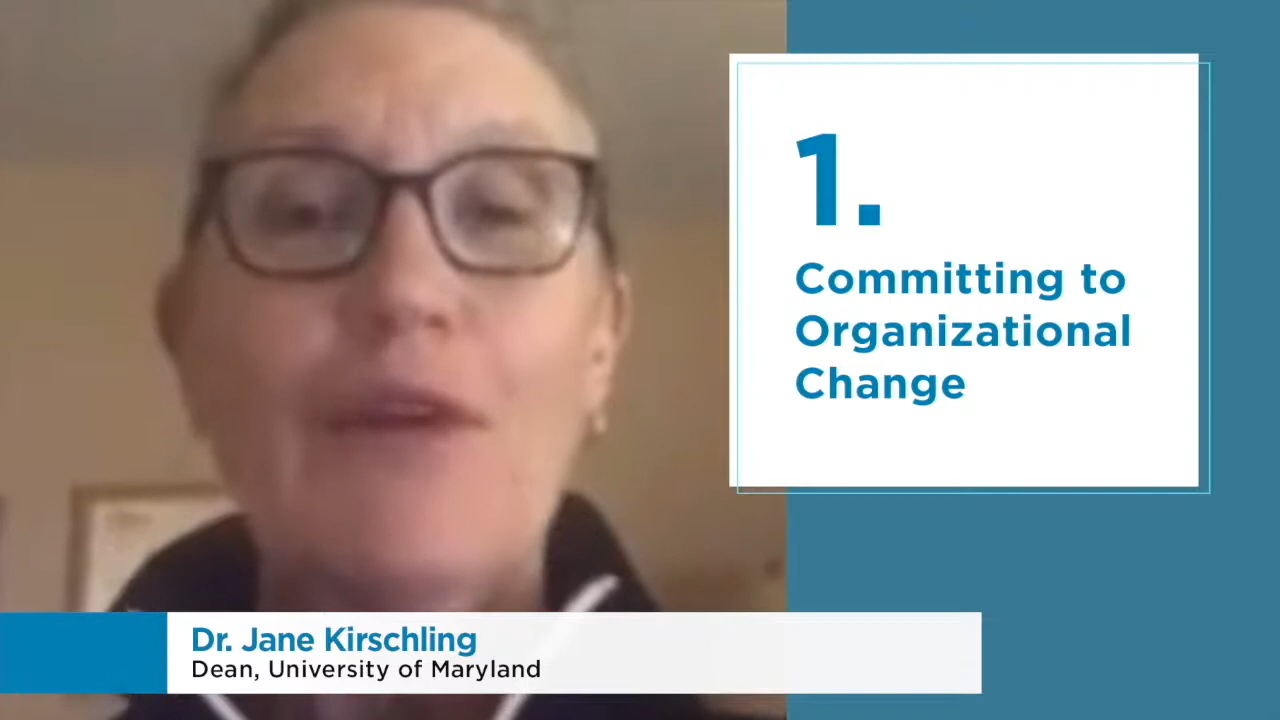 1.
Committing to
Organizational
Change
Dr. Jane Kirschling
Dean, University of Maryland